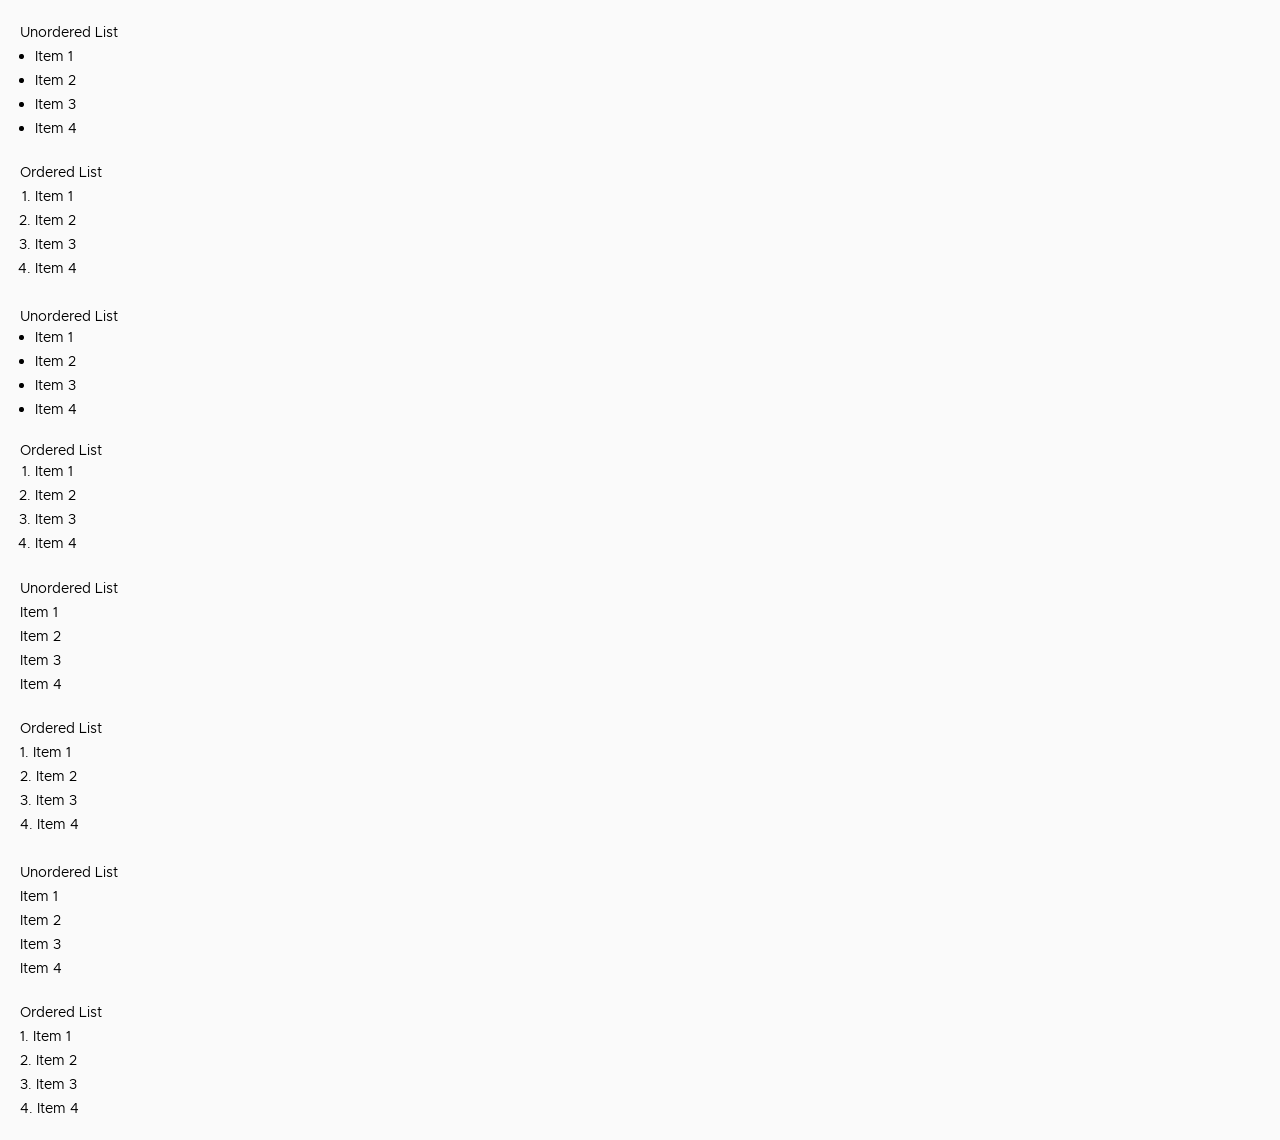 Unordered List
• Item 1
• Item 2
• Item 3
• Item 4
Ordered List
1. Item 1
2. Item 2
3. Item 3
4. Item 4
Unordered List
• Item 1
• Item 2
• Item 3
• Item 4
Ordered List
1. Item 1
2. Item 2
3. Item 3
4. Item 4
Unordered List
Item 1
Item 2
Item 3
Item 4
Ordered List
1. Item 1
2. Item 2
3. Item 3
4. Item 4
Unordered List
Item 1
Item 2
Item 3
Item 4
Ordered List
1. Item 1
2. Item 2
3. Item 3
4. Item 4